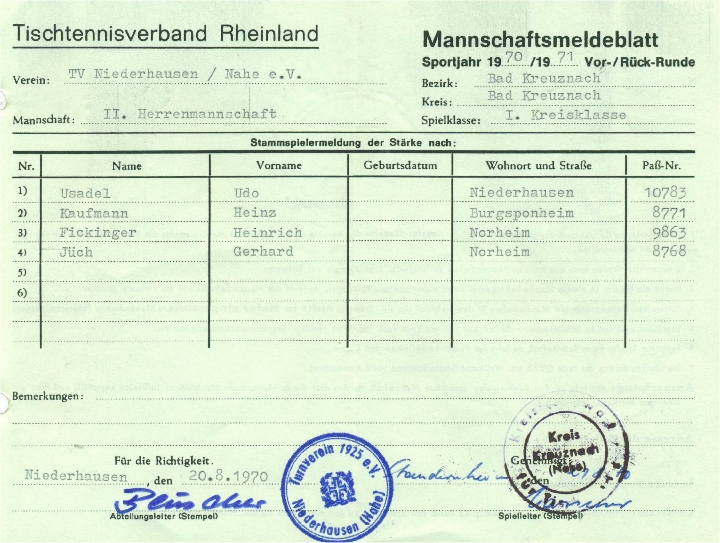 Tischtennisverband Rheinland
Mannschaftsmeldeblatt
Sportjahr 1970/1971 Vor-/Rück-Runde
Verein: TV Niederhausen / Nahe e.V.
Bezirk: Bad Kreuznach
Kreis: Bad Kreuznach
Mannschaft: II. Herrenmannschaft
Spielklasse: I. Kreisklasse
Stammspielermeldung der Stärke nach:
Nr. Name Vorname Geburtsdatum Wohnort und Straße Paß-Nr.
1) Usadel Udo Niederhausen 10783
2) Kaufmann Heinz Burgsponheim 8771
3) Fickinger Heinrich Norheim 9863
4) Jüch Gerhard Norheim 8768
5)
6)
Bemerkungen:
Für die Richtigkeit.
Genehmigt
Niederhausen, den 20.8.1970
den
Abteilungsleiter (Stempel)
Spielleiter (Stempel)
Turnverein 1925 e.V.
Niederhausen (Nahe)
Kreis
Kreuznach
(Nahe)